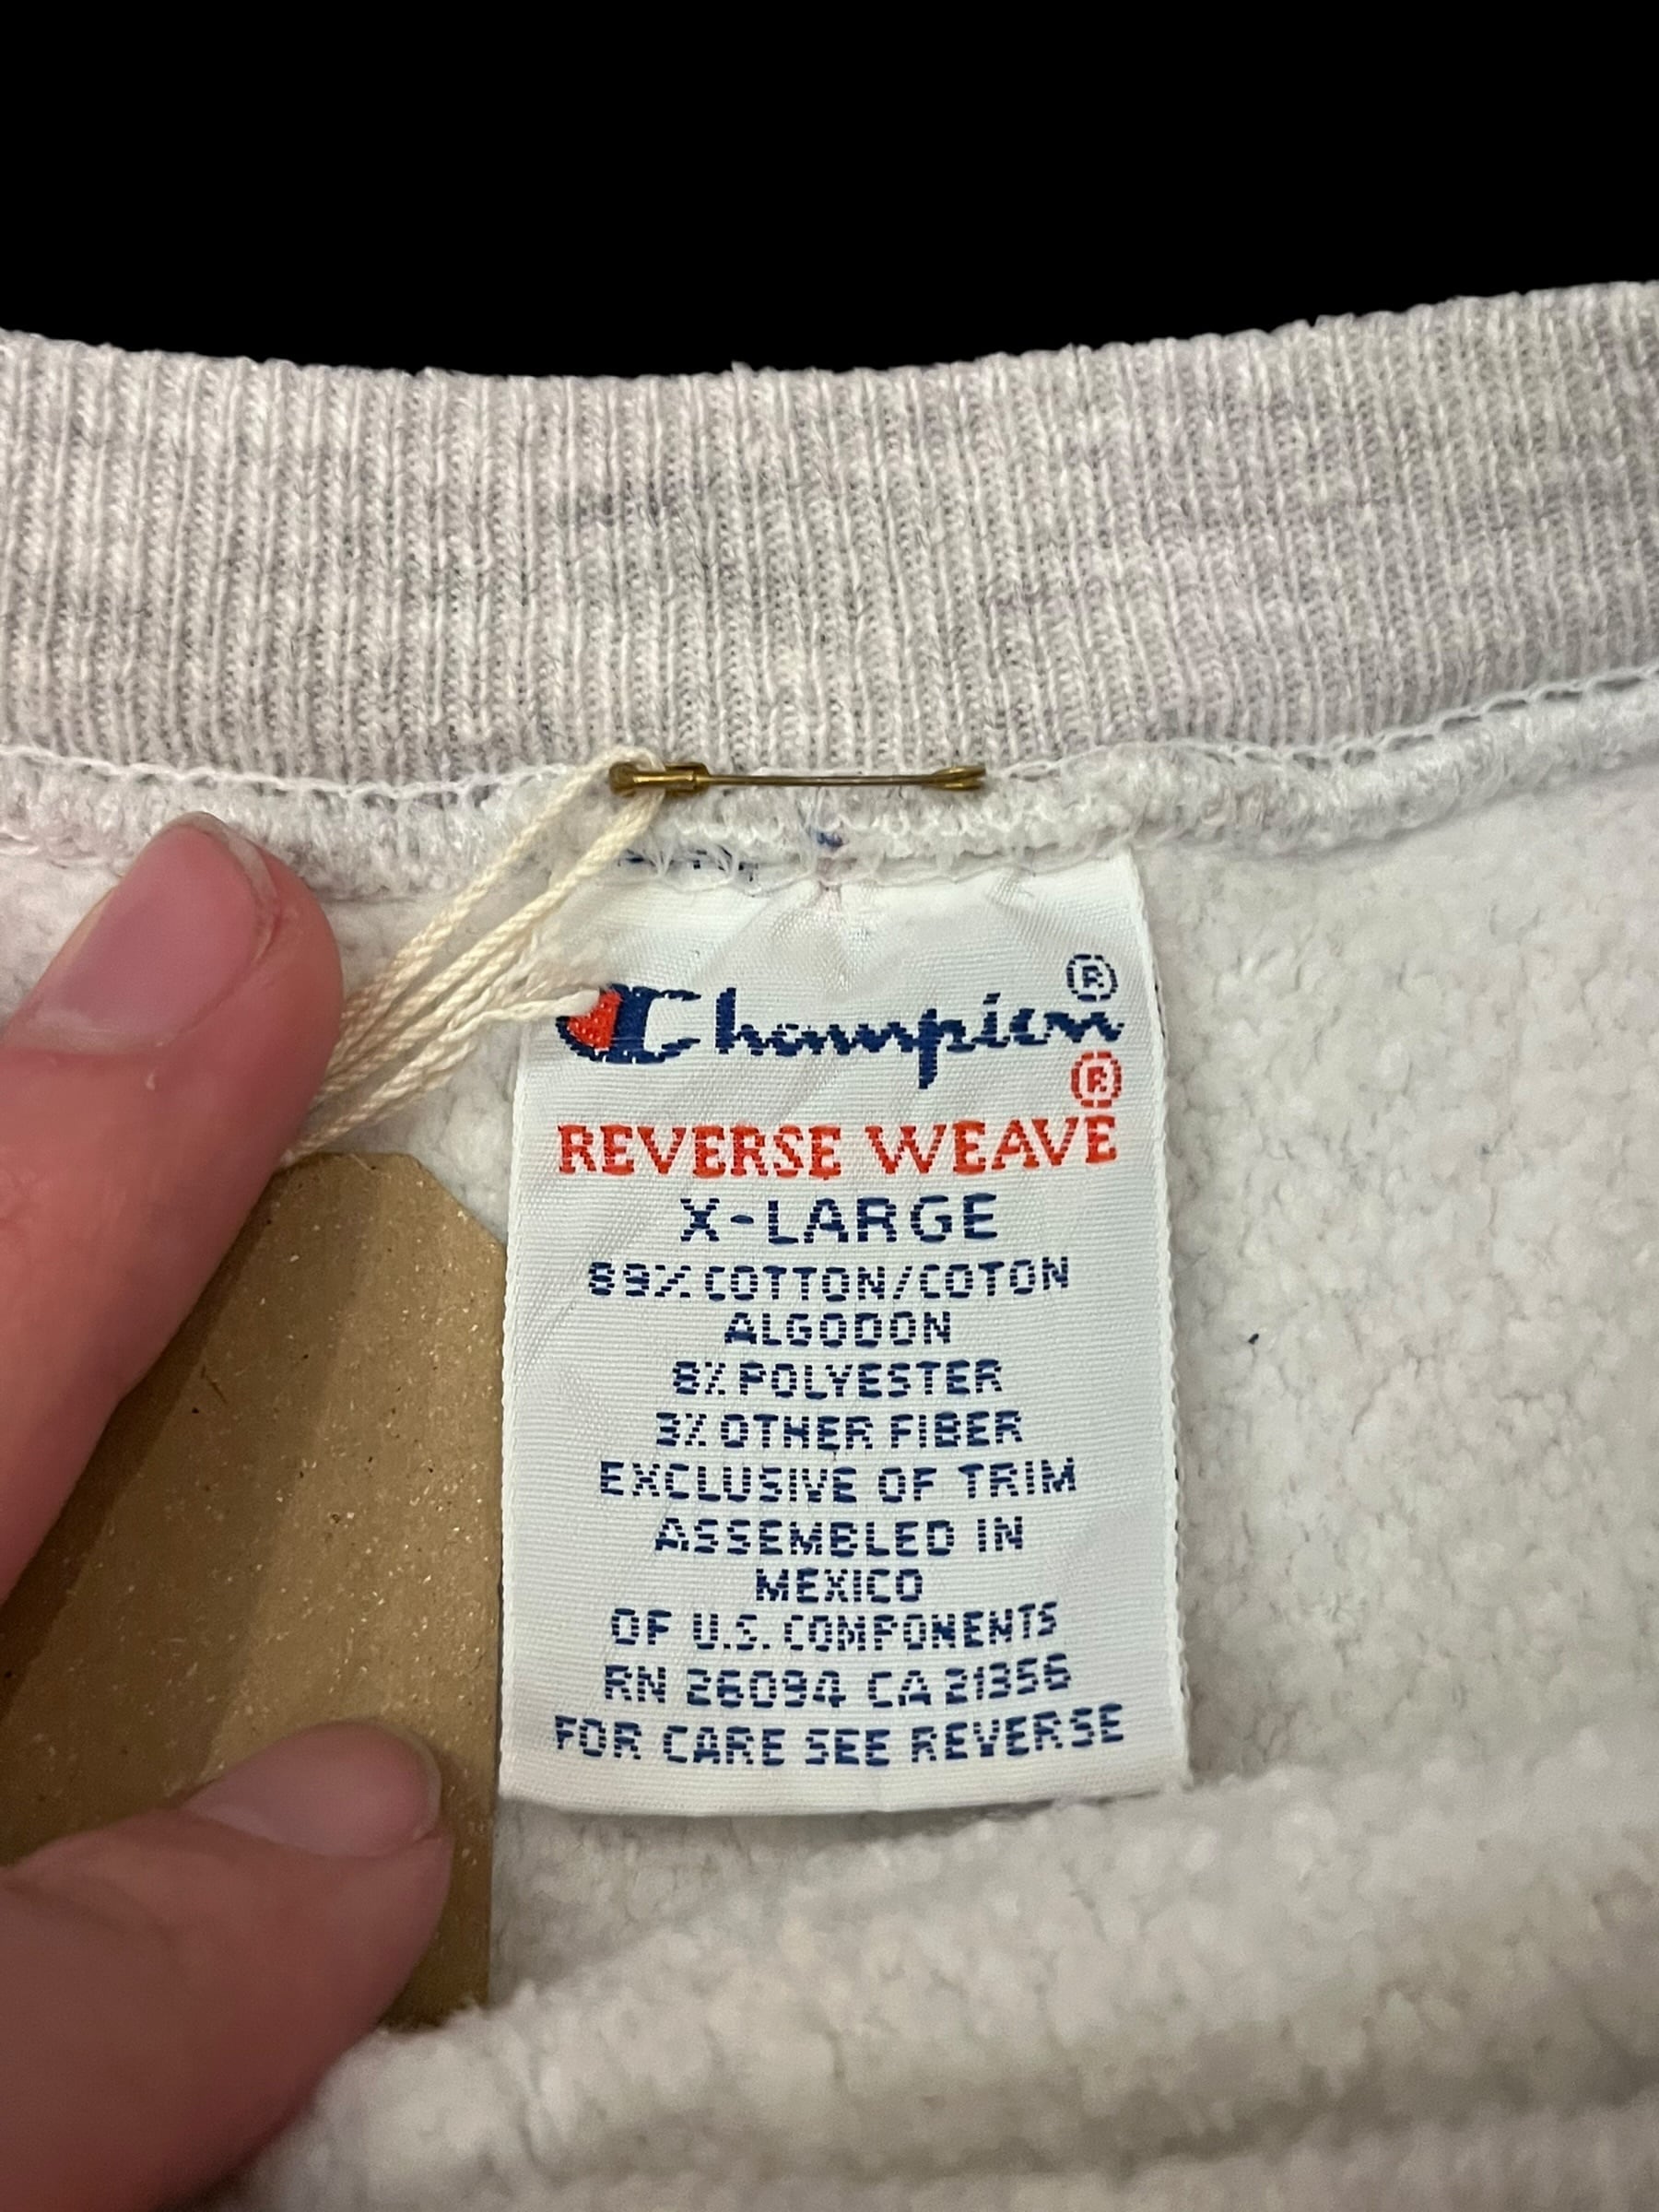 Champion®
®
REVERSE WEAVE
X-LARGE
89% COTTON/COTON
ALGODON
8% POLYESTER
3% OTHER FIBER
EXCLUSIVE OF TRIM
ASSEMBLED IN
MEXICO
OF U.S. COMPONENTS
RN 26094 CA 21356
FOR CARE SEE REVERSE